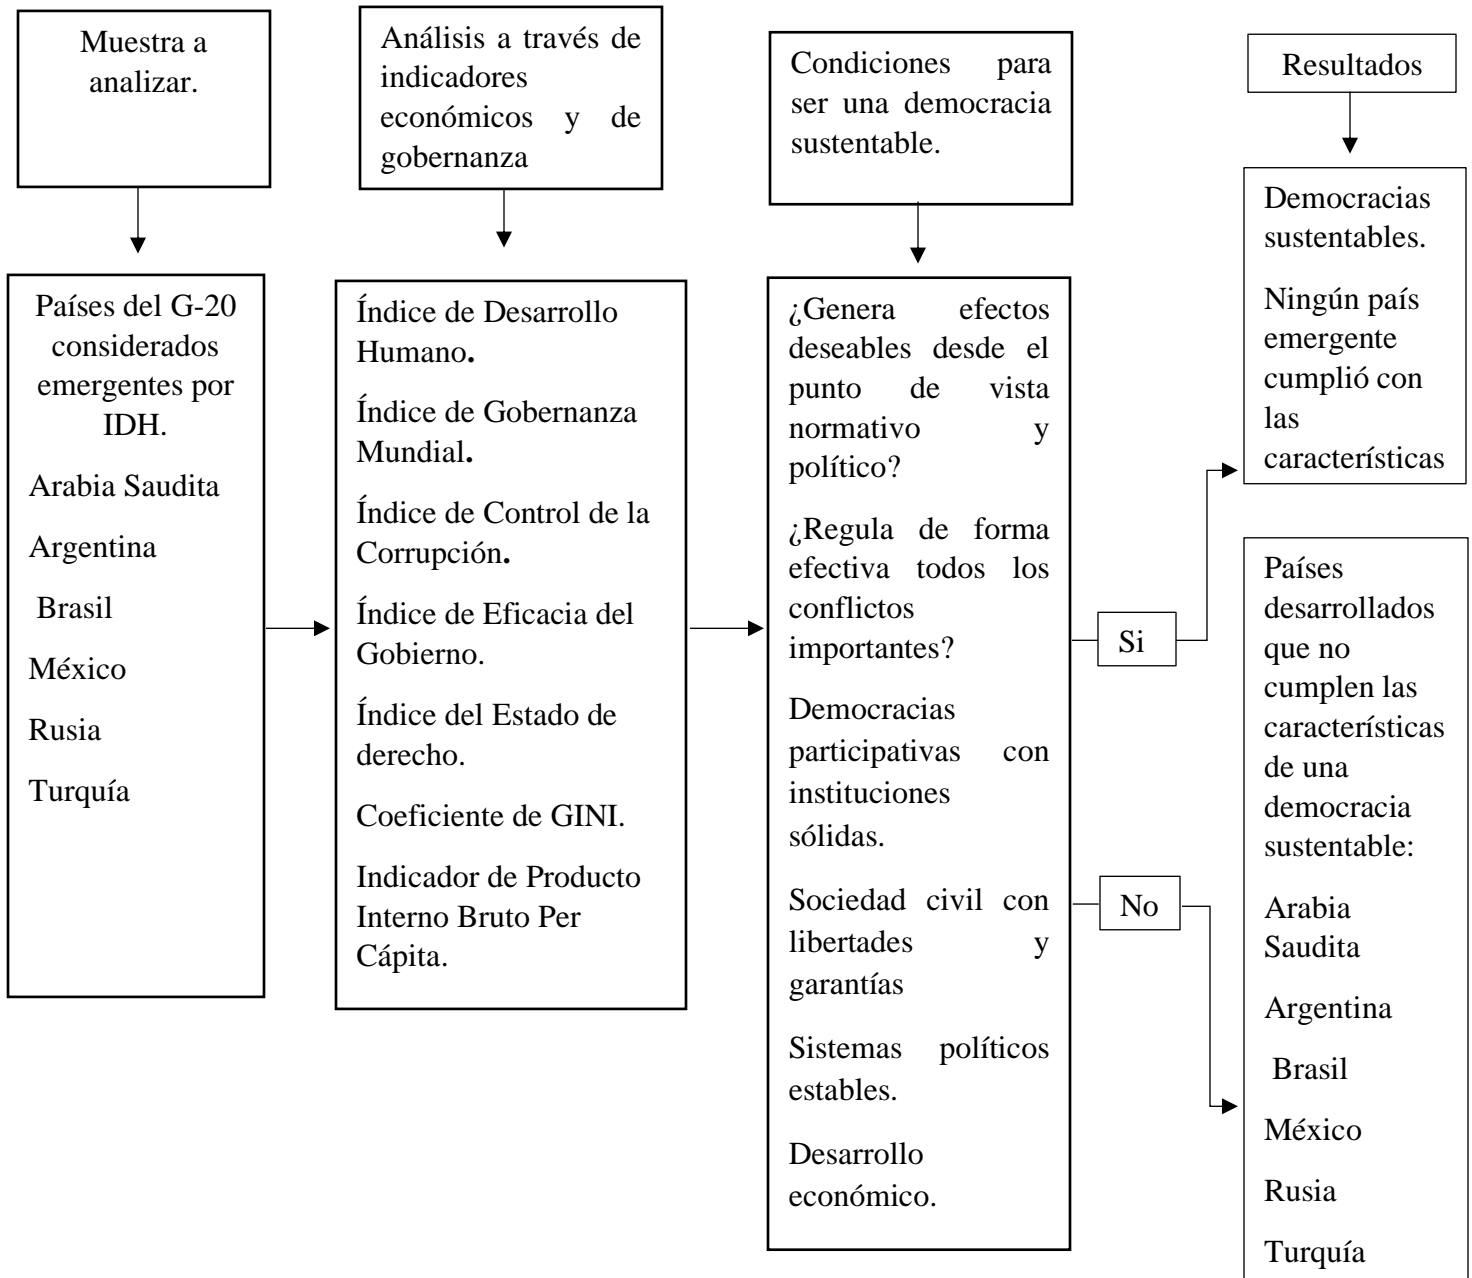 Muestra a
analizar.
Países del G-20
considerados
emergentes por
IDH.
Arabia Saudita
Argentina
Brasil
México
Rusia
Turquía
Análisis a través de
indicadores
económicos y de
gobernanza
Índice de Desarrollo
Humano.
Índice de Gobernanza
Mundial.
Índice de Control de la
Corrupción.
Índice de Eficacia del
Gobierno.
Índice del Estado de
derecho.
Coeficiente de GINI.
Indicador de Producto
Interno Bruto Per
Cápita.
Condiciones para
ser una democracia
sustentable.
¿Genera efectos
deseables desde el
punto de vista
normativo y
político?
¿Regula de forma
efectiva todos los
conflictos
importantes?
Democracias
participativas con
instituciones
sólidas.
Sociedad civil con
libertades y
garantías
Sistemas políticos
estables.
Desarrollo
económico.
Si
No
Resultados
Democracias
sustentables.
Ningún país
emergente
cumplió con
las
características
Países
desarrollados
que no
cumplen las
características
de una
democracia
sustentable:
Arabia
Saudita
Argentina
Brasil
México
Rusia
Turquía